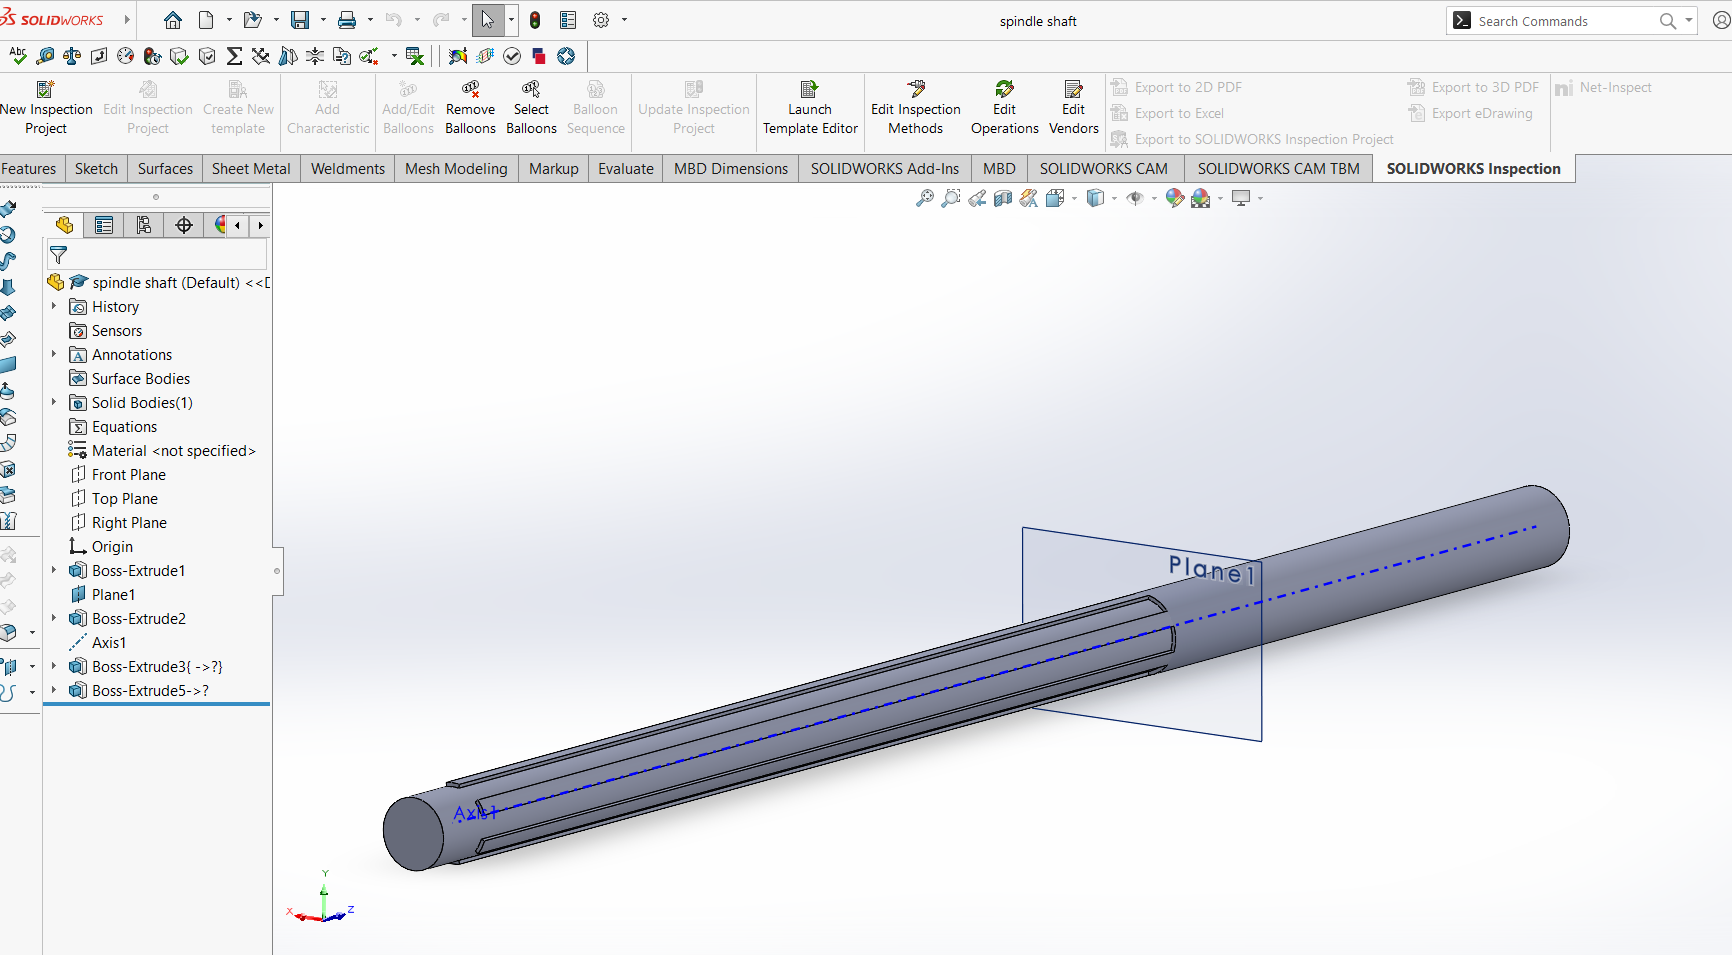 SOLIDWORKS
spindle shaft
Search Commands
Abc
New Inspection Project
Edit Inspection Project
Create New template
Add Characteristic
Add/Edit Balloons
Remove Balloons
Select Balloons
Balloon Sequence
Update Inspection Project
Launch Template Editor
Edit Inspection Methods
Edit Operations
Edit Vendors
Export to 2D PDF
Export to Excel
Export to SOLIDWORKS Inspection Project
Export to 3D PDF
Export eDrawing
Net-Inspect
Features
Sketch
Surfaces
Sheet Metal
Weldments
Mesh Modeling
Markup
Evaluate
MBD Dimensions
SOLIDWORKS Add-Ins
MBD
SOLIDWORKS CAM
SOLIDWORKS CAM TBM
SOLIDWORKS Inspection
spindle shaft (Default) <<D
History
Sensors
Annotations
Surface Bodies
Solid Bodies(1)
Equations
Material <not specified>
Front Plane
Top Plane
Right Plane
Origin
Boss-Extrude1
Plane1
Boss-Extrude2
Axis1
Boss-Extrude3{ ->?}
Boss-Extrude5->?
Plane1
Axis1
Y
X
Z